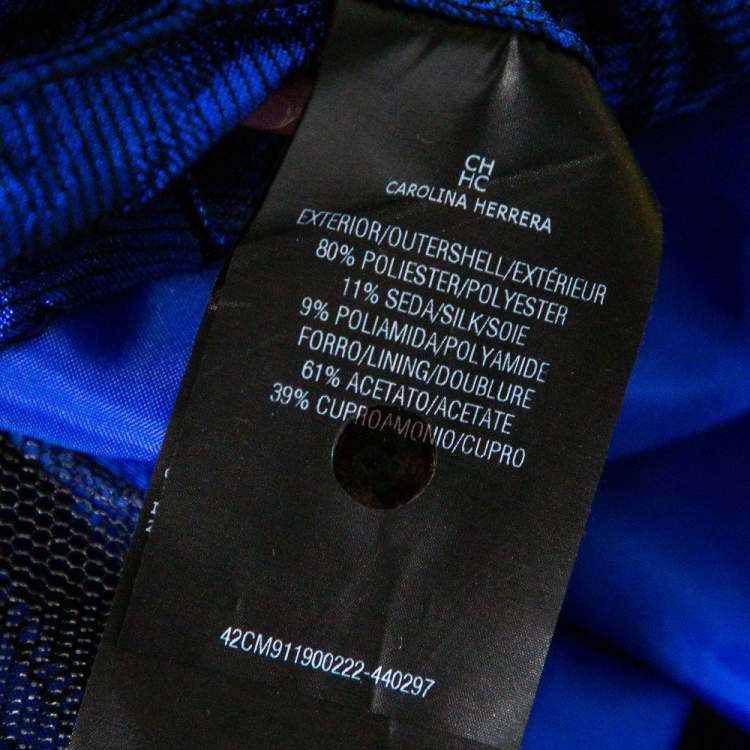 CH
HC
CAROLINA HERRERA
EXTERIOR/OUTERSHELL/EXTÉRIEUR
80% POLIESTER/POLYESTER
11% SEDA/SILK/SOIE
9% POLIAMIDA/POLYAMIDE
FORRO/LINING/DOUBLURE
61% ACETATO/ACETATE
39% CUPROAMONIO/CUPRO
42CM911900222-440297